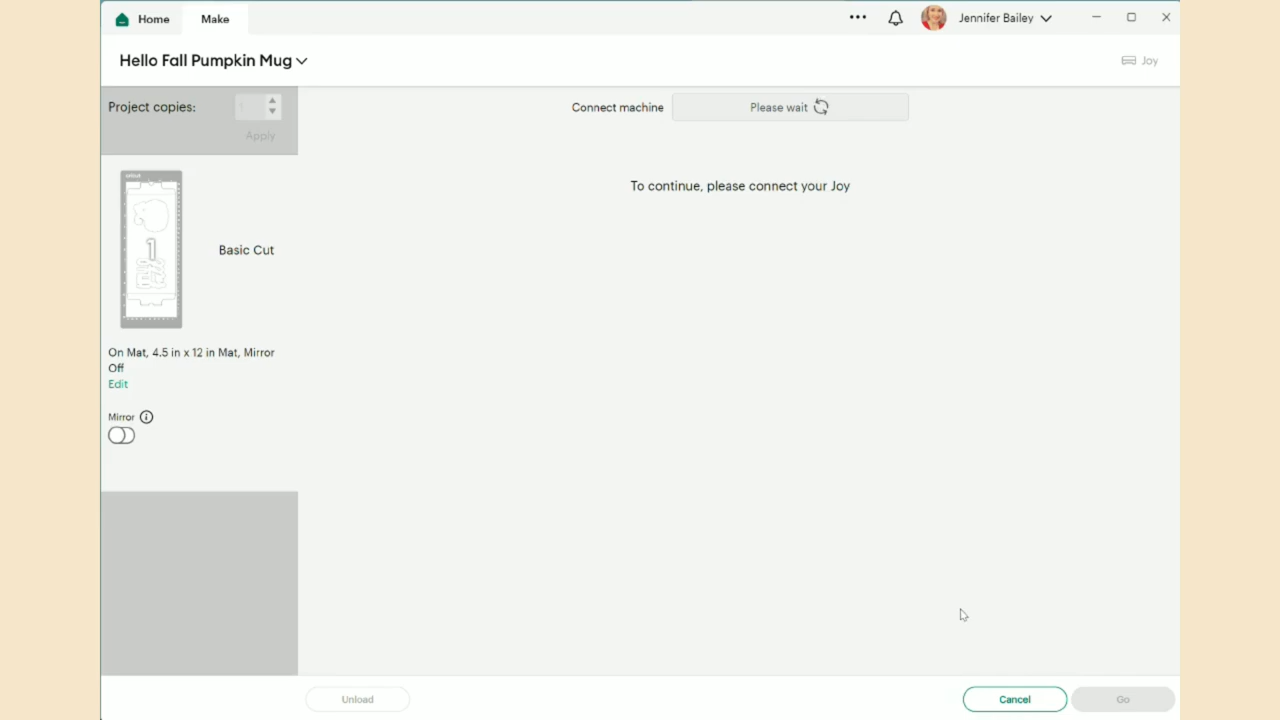 Home
Make
Jennifer Bailey
Hello Fall Pumpkin Mug
Joy
Project copies:
1
Apply
Connect machine
Please wait
To continue, please connect your Joy
1
Basic Cut
On Mat, 4.5 in x 12 in Mat, Mirror
Off
Edit
Mirror
Unload
Cancel
Go